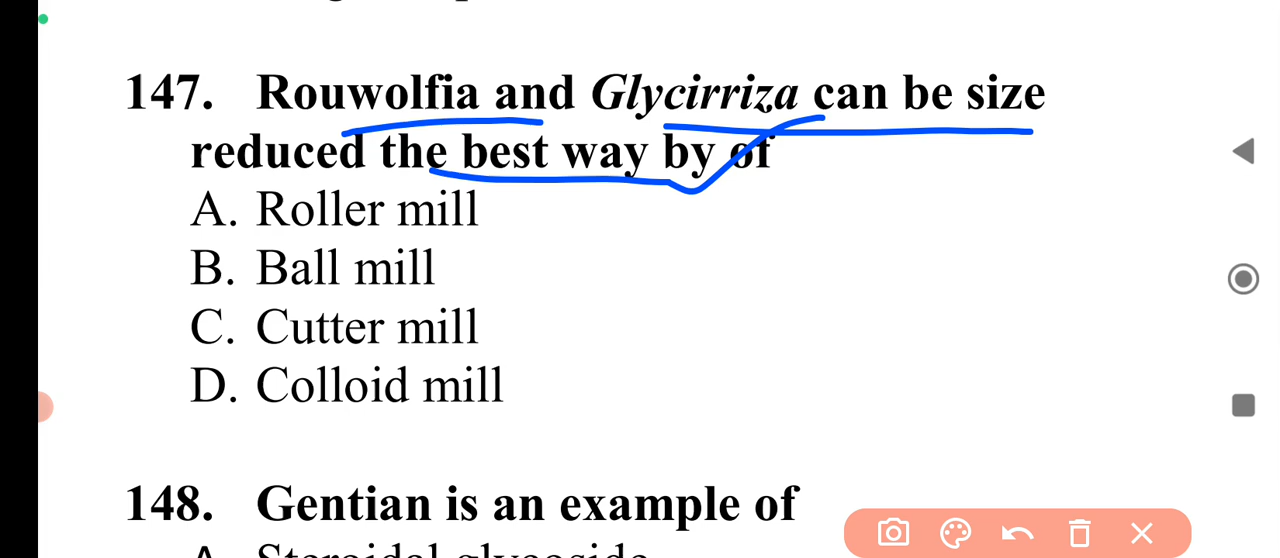 147. Rouwolfia and Glycirriza can be size
reduced the best way by of
A. Roller mill
B. Ball mill
C. Cutter mill
D. Colloid mill
148. Gentian is an example of